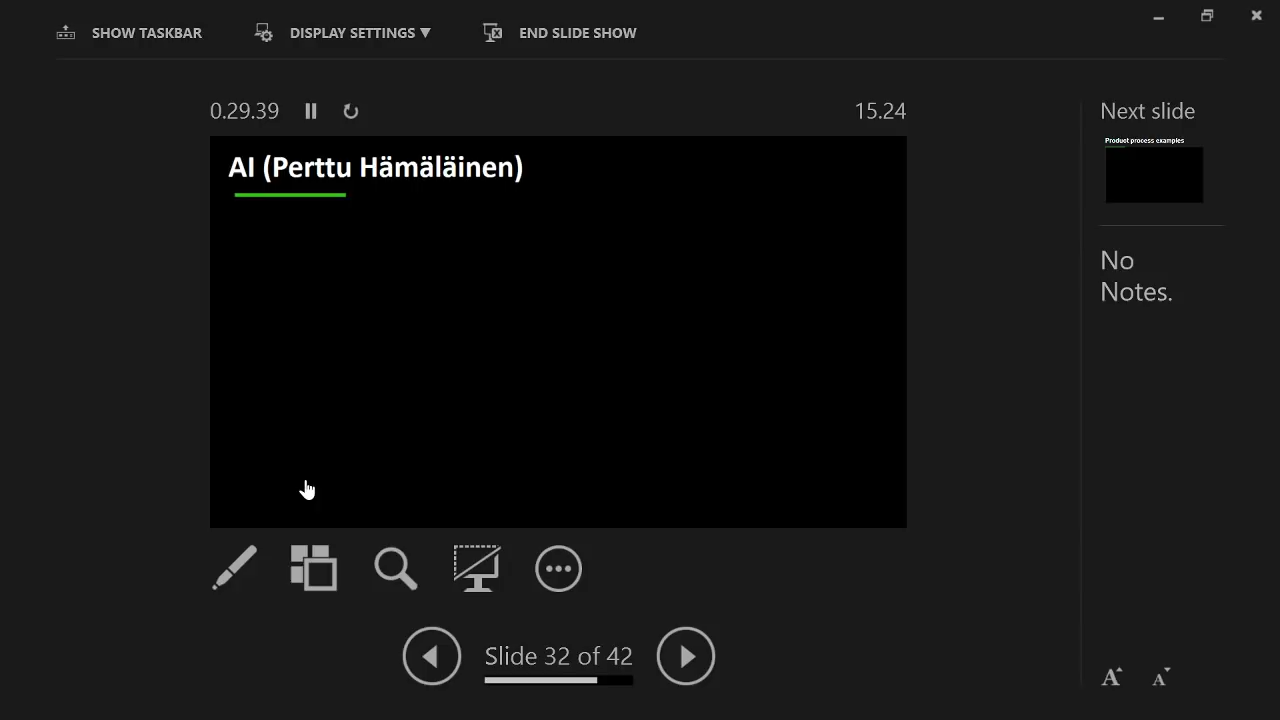 SHOW TASKBAR
DISPLAY SETTINGS ▼
END SLIDE SHOW
0.29.39
15.24
Next slide
AI (Perttu Hämäläinen)
Product process examples
No
Notes.
Slide 32 of 42
A
A